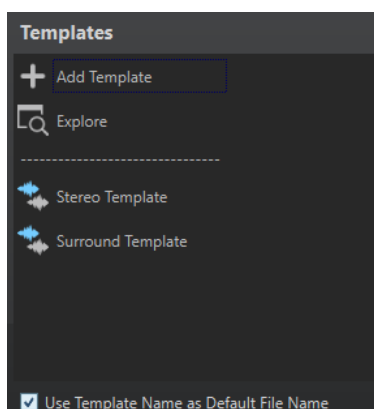 Templates
Add Template
Explore
--------------------------------
Stereo Template
Surround Template
Use Template Name as Default File Name